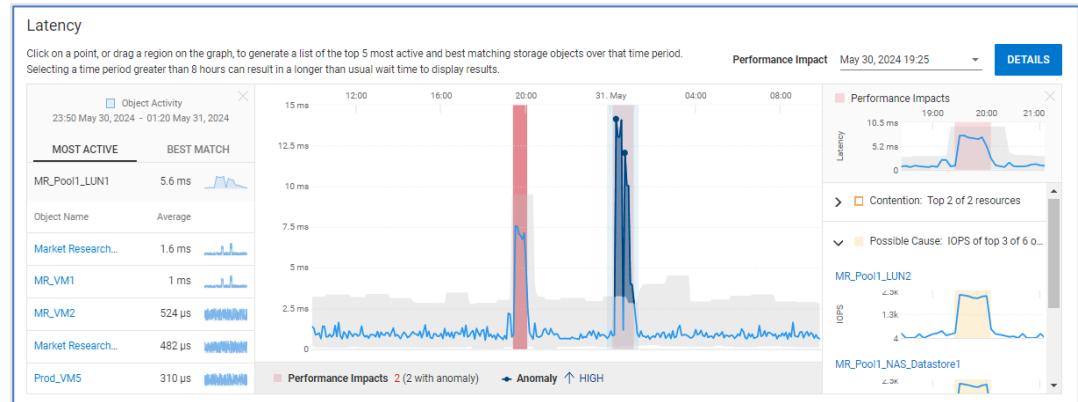 Latency
Click on a point, or drag a region on the graph, to generate a list of the top 5 most active and best matching storage objects over that time period.
Selecting a time period greater than 8 hours can result in a longer than usual wait time to display results.
Performance Impact May 30, 2024 19:25 DETAILS
Object Activity
23:50 May 30, 2024 - 01:20 May 31, 2024
MOST ACTIVE BEST MATCH
MR_Pool1_LUN1 5.6 ms
Object Name Average
Market Research... 1.6 ms
MR_VM1 1 ms
MR_VM2 524 µs
Market Research... 482 µs
Prod_VM5 310 µs
12:00 16:00 20:00 31. May 04:00 08:00
15 ms
12.5 ms
10 ms
7.5 ms
5 ms
2.5 ms
0
Performance Impacts 2 (2 with anomaly) Anomaly ↑ HIGH
Performance Impacts
19:00 20:00 21:00
Latency
10.5 ms
5.2 ms
0
Contention: Top 2 of 2 resources
Possible Cause: IOPS of top 3 of 6 o...
MR_Pool1_LUN2
IOPS
2.5k
1.3k
4
MR_Pool1_NAS_Datastore1
2.5k